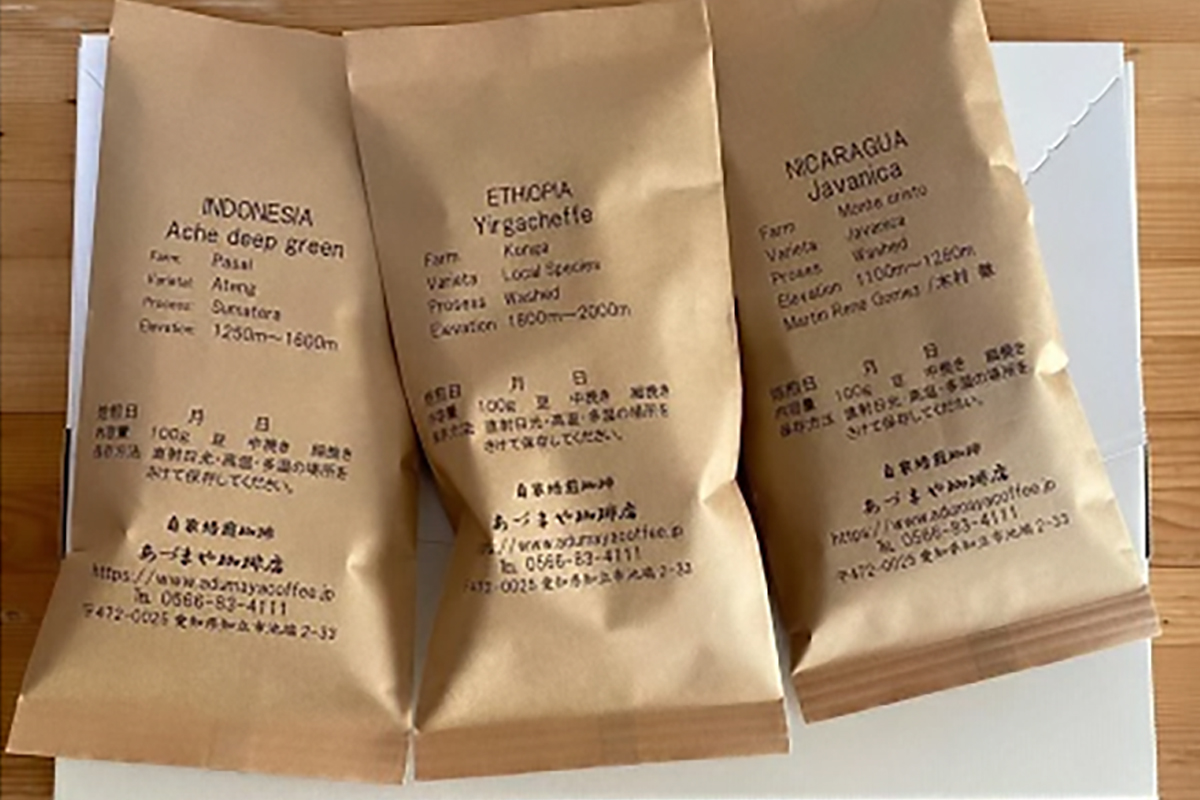 INDONESIA
Ache deep green
Farm: Pasal
Varietal: Ateng
Process: Sumatera
Elevation: 1250m〜1600m
焙煎日 月 日
内容量 100g 豆 中挽き 細挽き
保存方法 直射日光・高温・多湿の場所を
さけて保存してください。
自家焙煎珈琲
あづまや珈琲店
https://www.adumayacoffee.jp
TEL 0566-83-4111
〒472-0025 愛知県知立市池端 2-33
ETHIOPIA
Yirgacheffe
Farm Konga
Varieta Local Species
Prosess Washed
Elevation 1800m〜2000m
焙煎日 月 日
内容量 100g 豆 中挽き 細挽き
保存方法 直射日光・高温・多湿の場所を
さけて保存してください。
自家焙煎珈琲
あづまや珈琲店
://www.adumayacoffee.jp
TEL 0566-83-4111
〒472-0025 愛知県知立市池端 2-33
NICARAGUA
Javanica
Farm Monte cristo
Varieta Javanica
Proses Washed
Elevation 1100m〜1260m
Martin Rene Gomez /木村
焙煎日 月 日
内容量 100g 豆 中挽き 細挽き
保存方法 直射日光・高温・多湿の場所を
さけて保存してください。
自家焙煎珈琲
あづまや珈琲店
https://www.adumayacoffee.jp
TEL 0566-83-4111
〒472-0025 愛知県知立市池端 2-33